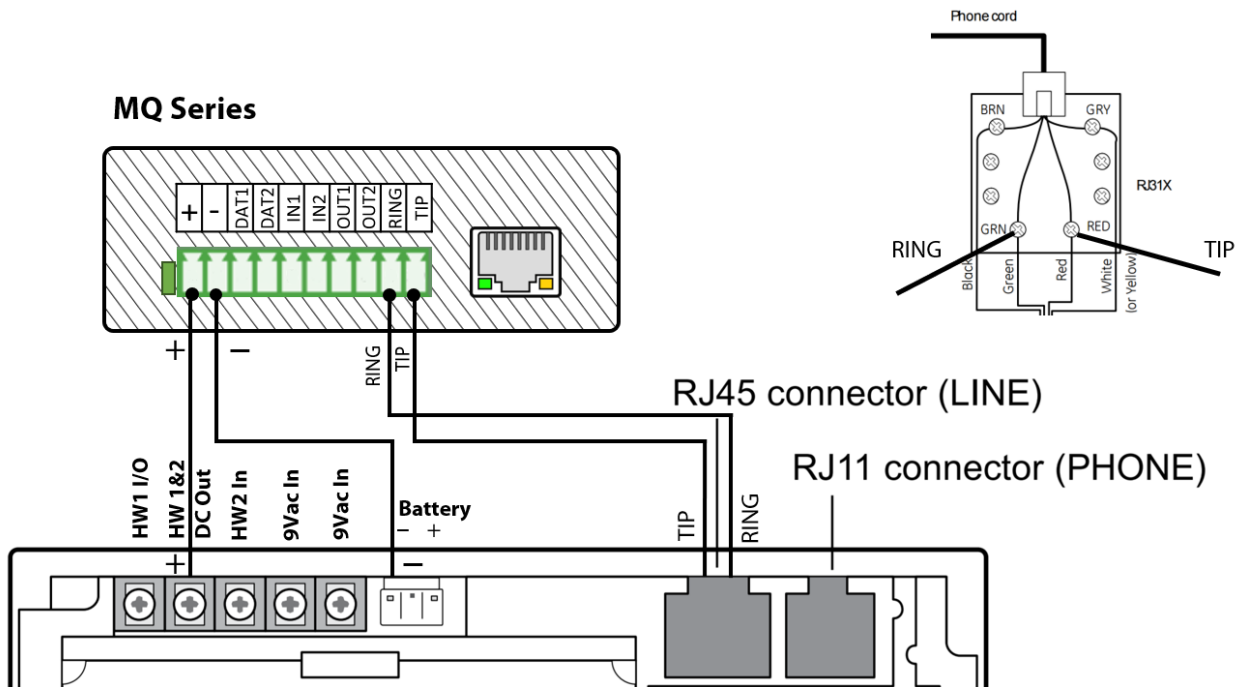 Phone cord
MQ Series
BRN
GRY
RJ31X
GRN
RED
RING
TIP
Black
Green
Red
White
(or Yellow)
+
-
DAT1
DAT2
IN1
IN2
OUT1
OUT2
RING
TIP
+
−
RING
TIP
RJ45 connector (LINE)
RJ11 connector (PHONE)
HW1 I/O
HW 1&2
DC Out
HW2 In
9Vac In
9Vac In
Battery
− +
TIP
RING
+
−
- +